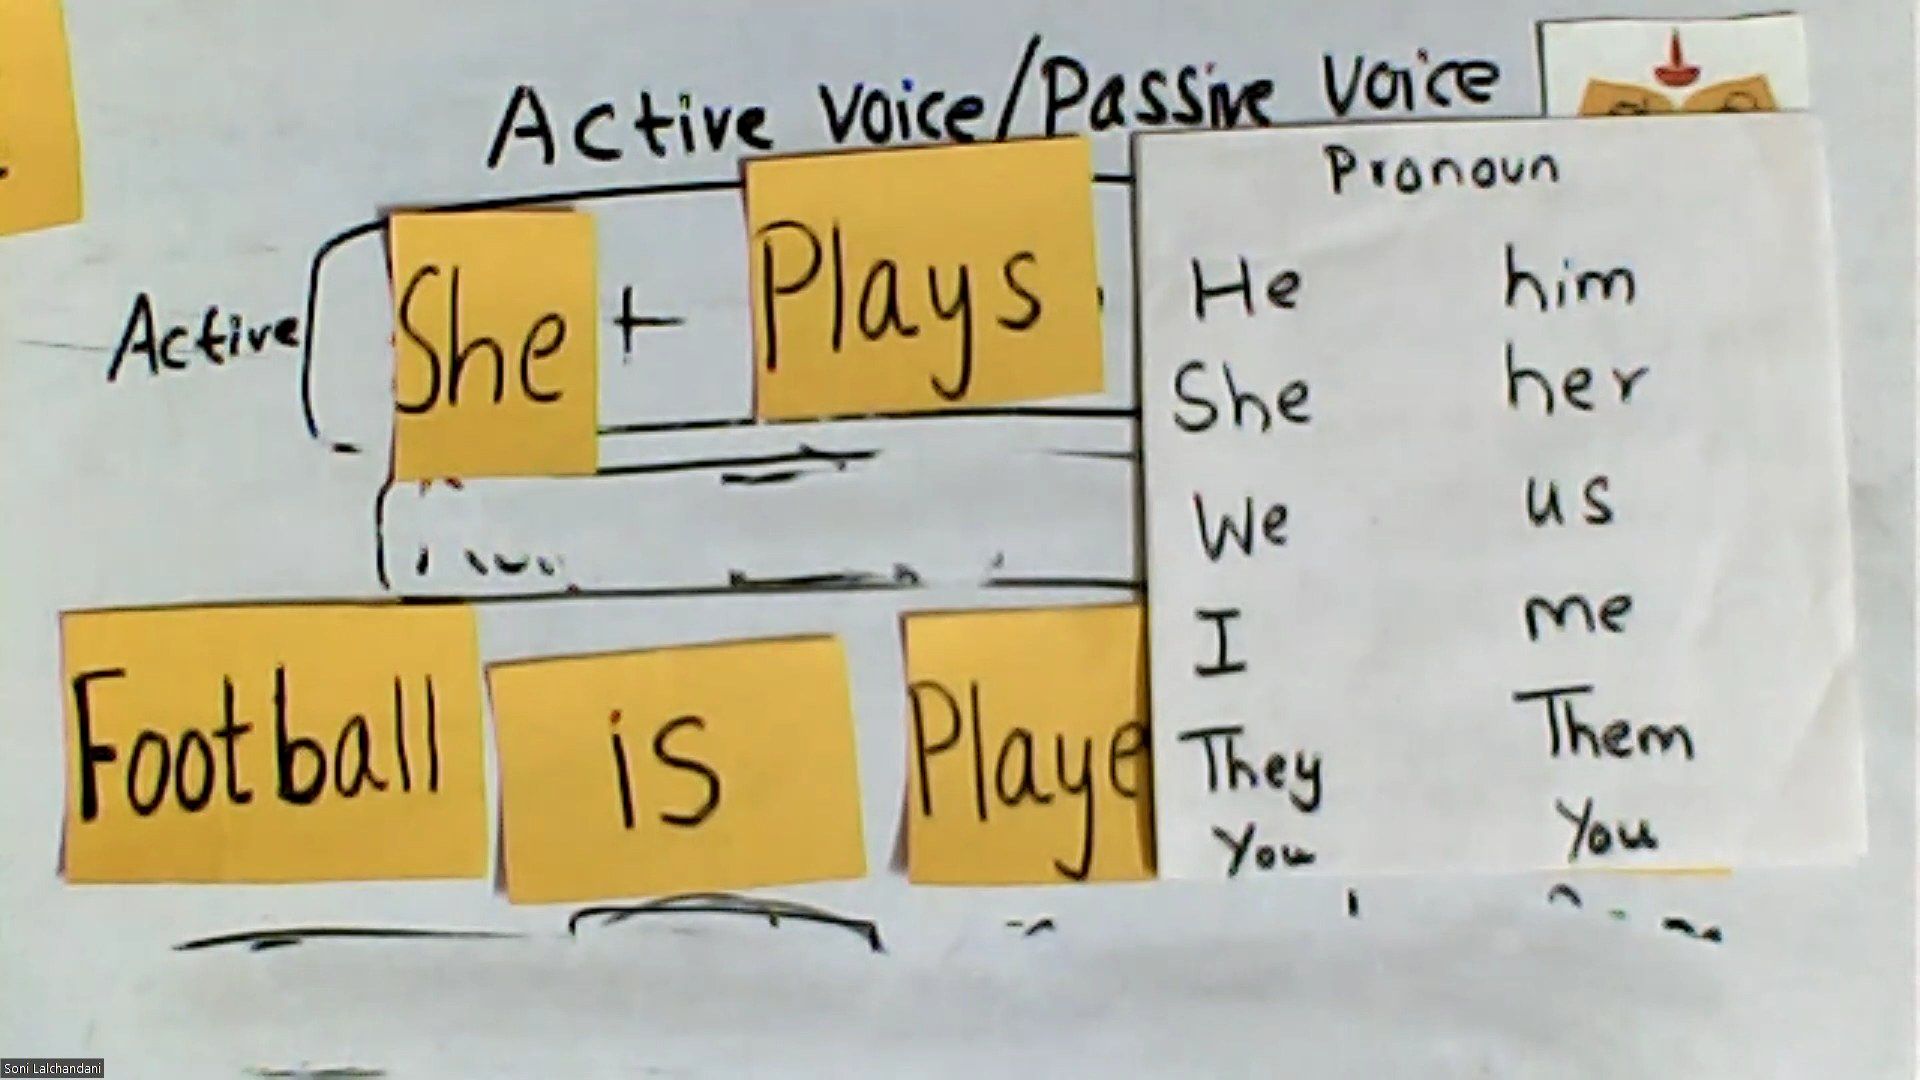 Active Voice/Passive Voice
Active She + Plays
Football is Playe
Pronoun
He him
She her
We us
I me
They Them
You You
Soni Lalchandani